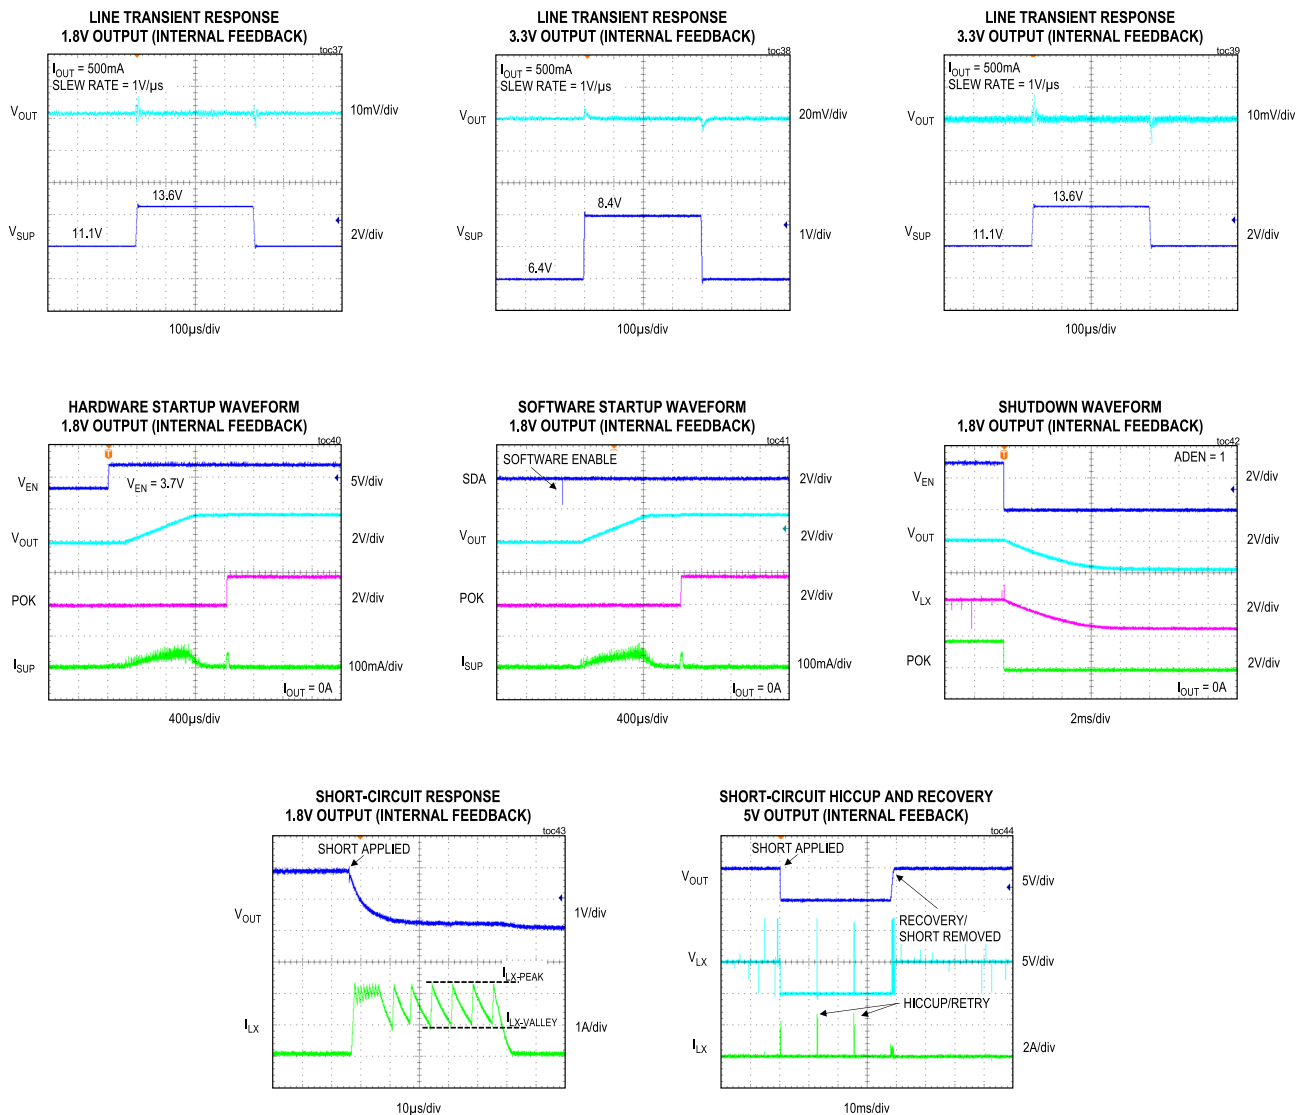 LINE TRANSIENT RESPONSE
1.8V OUTPUT (INTERNAL FEEDBACK)
toc37
IOUT = 500mA
SLEW RATE = 1V/µs
VOUT
10mV/div
13.6V
11.1V
VSUP
2V/div
100µs/div
LINE TRANSIENT RESPONSE
3.3V OUTPUT (INTERNAL FEEDBACK)
toc38
IOUT = 500mA
SLEW RATE = 1V/µs
VOUT
20mV/div
8.4V
VSUP
1V/div
6.4V
100µs/div
LINE TRANSIENT RESPONSE
3.3V OUTPUT (INTERNAL FEEDBACK)
toc39
IOUT = 500mA
SLEW RATE = 1V/µs
VOUT
10mV/div
13.6V
11.1V
VSUP
2V/div
100µs/div
HARDWARE STARTUP WAVEFORM
1.8V OUTPUT (INTERNAL FEEDBACK)
toc40
T
VEN
VEN = 3.7V
5V/div
VOUT
2V/div
POK
2V/div
ISUP
100mA/div
IOUT = 0A
400µs/div
SOFTWARE STARTUP WAVEFORM
1.8V OUTPUT (INTERNAL FEEDBACK)
toc41
SOFTWARE ENABLE
SDA
2V/div
VOUT
2V/div
POK
2V/div
ISUP
100mA/div
IOUT = 0A
400µs/div
SHUTDOWN WAVEFORM
1.8V OUTPUT (INTERNAL FEEDBACK)
toc42
T
ADEN = 1
VEN
2V/div
VOUT
2V/div
VLX
2V/div
POK
2V/div
IOUT = 0A
2ms/div
SHORT-CIRCUIT RESPONSE
1.8V OUTPUT (INTERNAL FEEDBACK)
toc43
SHORT APPLIED
VOUT
1V/div
ILX-PEAK
ILX-VALLEY
ILX
1A/div
10µs/div
SHORT-CIRCUIT HICCUP AND RECOVERY
5V OUTPUT (INTERNAL FEEBACK)
toc44
SHORT APPLIED
VOUT
5V/div
RECOVERY/
SHORT REMOVED
VLX
5V/div
HICCUP/RETRY
ILX
2A/div
10ms/div